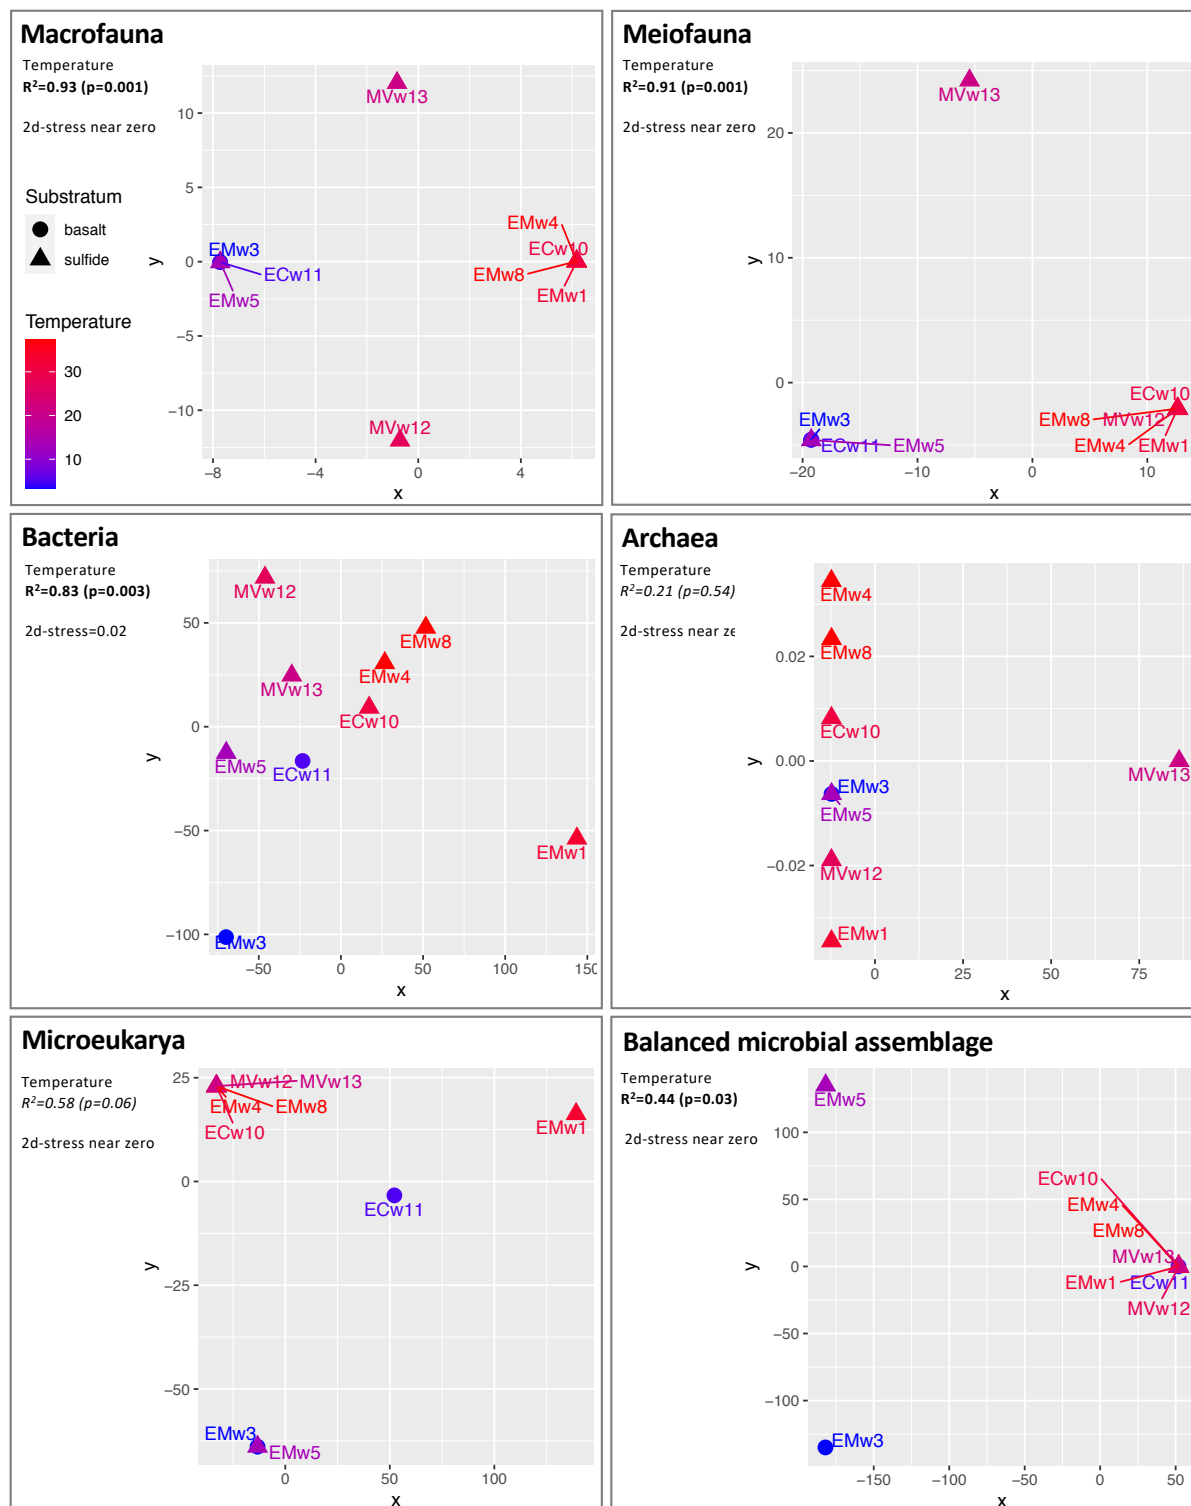 Macrofauna
Temperature
R²=0.93 (p=0.001)
2d-stress near zero
Substratum
basalt
sulfide
Temperature
30
20
10
MVw13
EMw4
ECw10
EMw8
EMw1
EMw3
ECw11
EMw5
MVw12
10
5
0
−5
−10
y
−8
−4
0
4
x
Meiofauna
Temperature
R²=0.91 (p=0.001)
2d-stress near zero
MVw13
ECw10
EMw8
MVw12
EMw4
EMw1
EMw3
ECw11
EMw5
20
10
0
y
−20
−10
0
10
x
Bacteria
Temperature
R²=0.83 (p=0.003)
2d-stress=0.02
MVw12
EMw8
EMw4
MVw13
ECw10
EMw5
ECw11
EMw1
EMw3
50
0
−50
−100
y
−50
0
50
100
150
x
Archaea
Temperature
R²=0.21 (p=0.54)
2d-stress near ze
EMw4
EMw8
ECw10
MVw13
EMw3
EMw5
MVw12
EMw1
0.02
0.00
−0.02
y
0
25
50
75
x
Microeukarya
Temperature
R²=0.58 (p=0.06)
2d-stress near zero
MVw12
MVw13
EMw4
EMw8
ECw10
EMw1
ECw11
EMw3
EMw5
25
0
−25
−50
y
0
50
100
x
Balanced microbial assemblage
Temperature
R²=0.44 (p=0.03)
2d-stress near zero
EMw5
ECw10
EMw4
EMw8
MVw13
EMw1
ECw11
MVw12
EMw3
100
50
0
−50
−100
y
−150
−100
−50
0
50
x